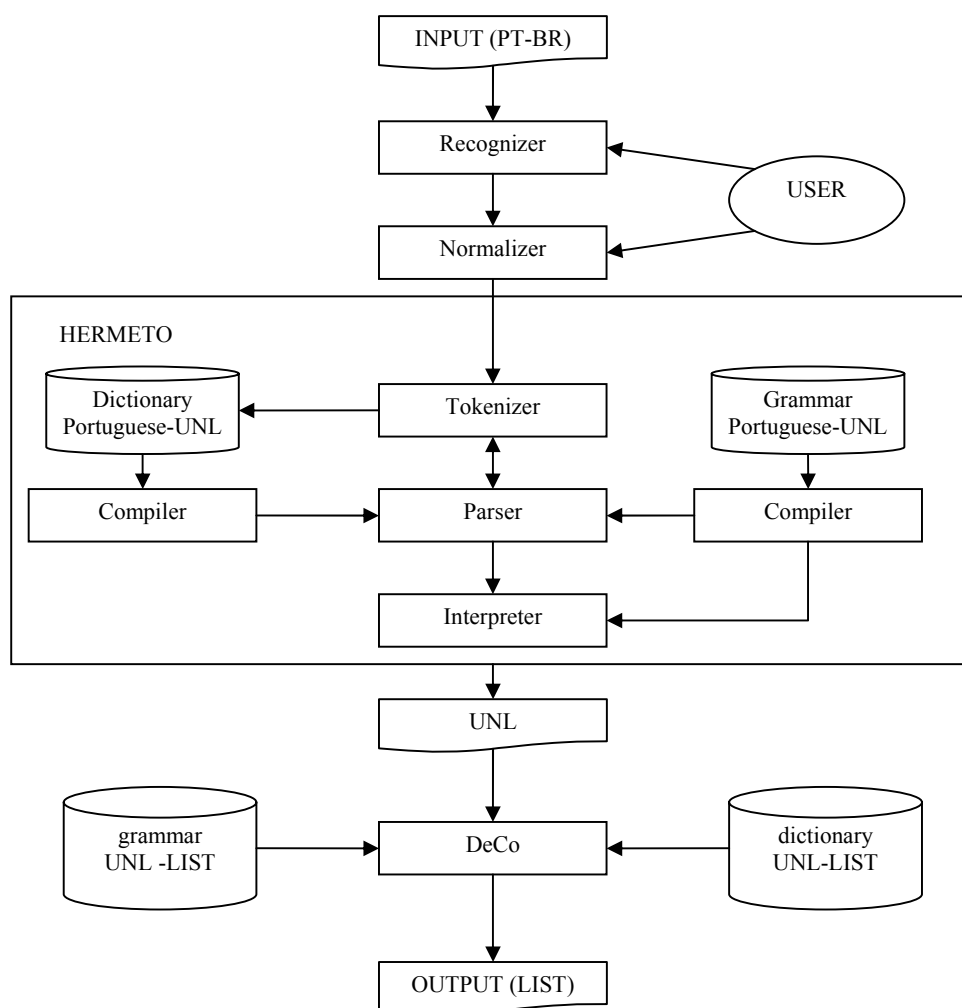 INPUT (PT-BR)
Recognizer
USER
Normalizer
HERMETO
Dictionary
Portuguese-UNL
Tokenizer
Grammar
Portuguese-UNL
Compiler
Parser
Compiler
Interpreter
UNL
grammar
UNL -LIST
DeCo
dictionary
UNL-LIST
OUTPUT (LIST)